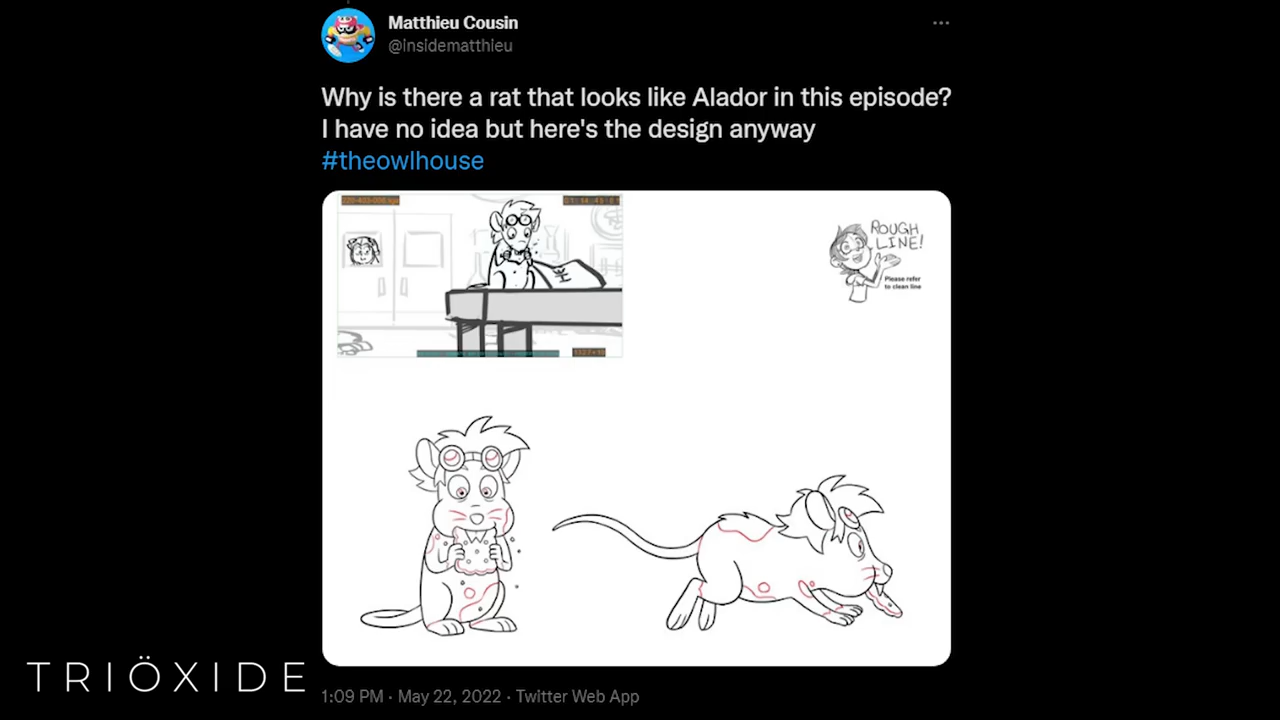 Matthieu Cousin
@insidematthieu
Why is there a rat that looks like Alador in this episode?
I have no idea but here's the design anyway
#theowlhouse
ROUGH
LINE!
Please refer
to clean line
TRIÖXIDE
1:09 PM · May 22, 2022 · Twitter Web App